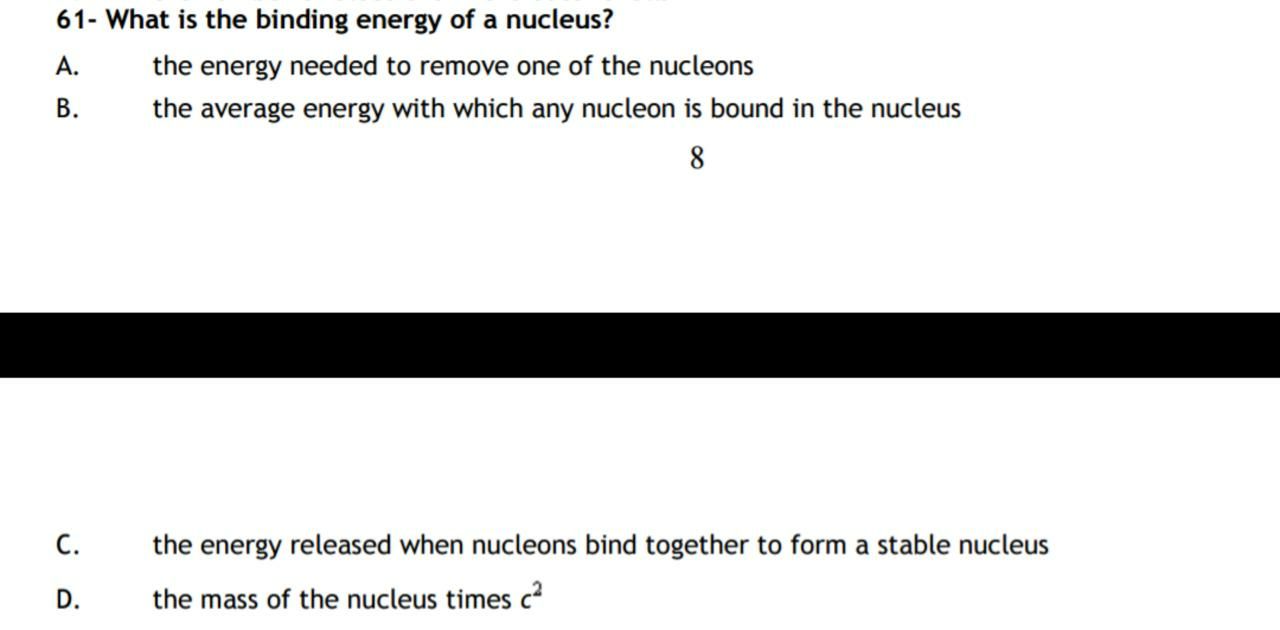 61- What is the binding energy of a nucleus?
A. the energy needed to remove one of the nucleons
B. the average energy with which any nucleon is bound in the nucleus
8
C. the energy released when nucleons bind together to form a stable nucleus
D. the mass of the nucleus times c²